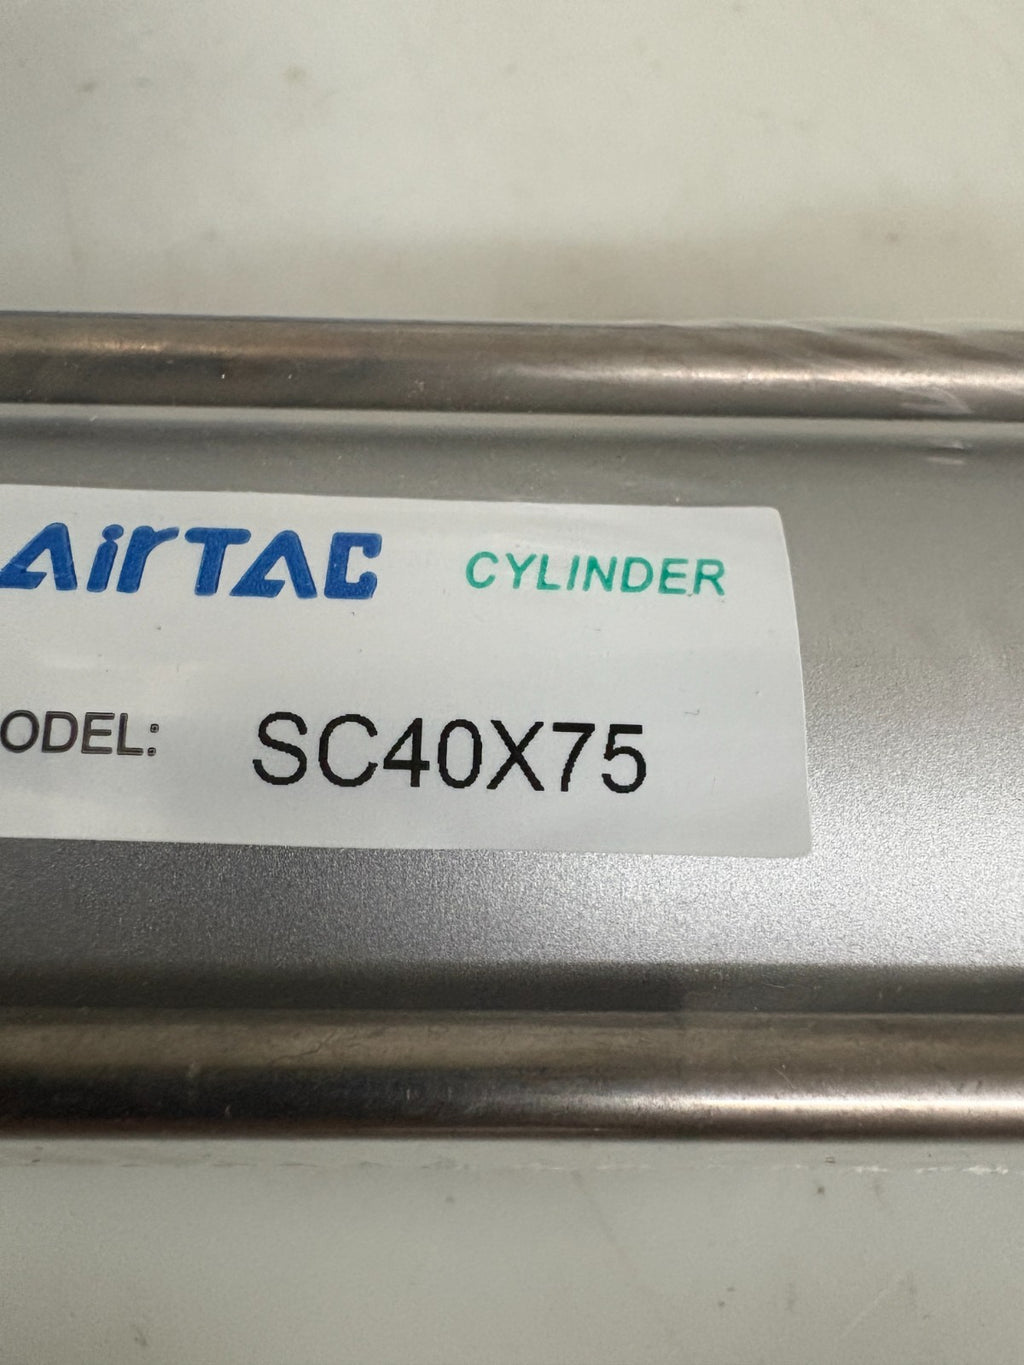 AirTAC CYLINDER
ODEL: SC40X75